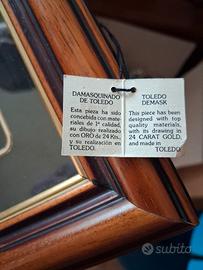 DAMASQUINADO
DE TOLEDO
Esta pieza ha sido
concebida con mate-
riales de 1ª calidad,
su dibujo realizado
con ORO de 24 Kts.,
y su realización en
TOLEDO.
TOLEDO
DEMASK
This piece has been
designed with top
quality materials,
with its drawing in
24 CARAT GOLD,
and made in
TOLEDO
subito